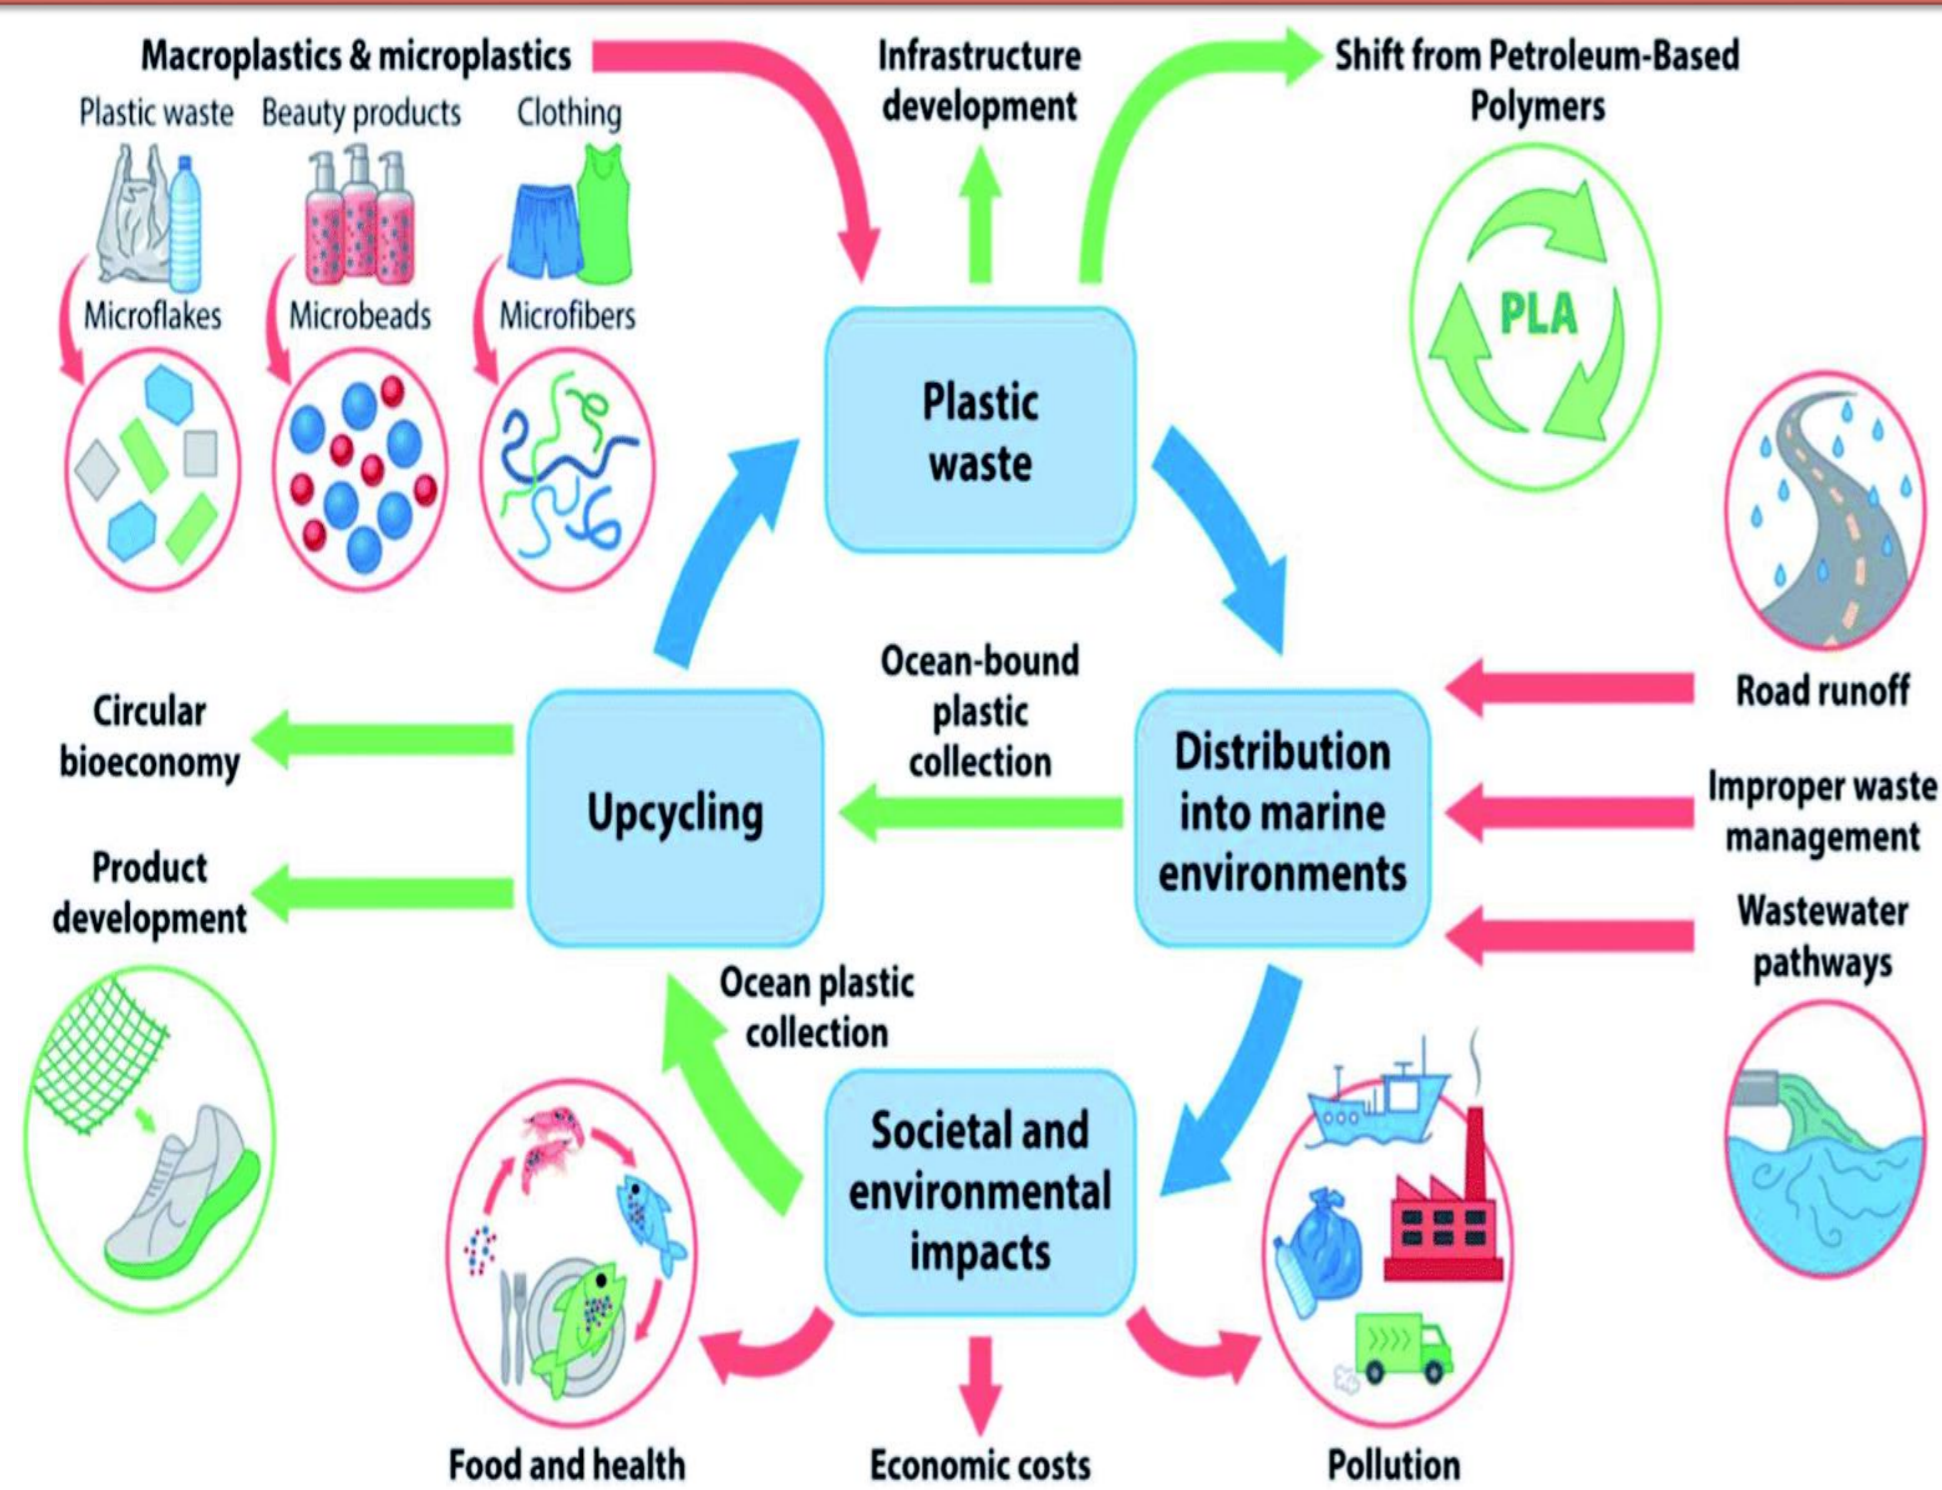 Macroplastics & microplastics
Plastic waste
Beauty products
Clothing
Microflakes
Microbeads
Microfibers
Infrastructure
development
Shift from Petroleum-Based
Polymers
PLA
Plastic
waste
Ocean-bound
plastic
collection
Road runoff
Improper waste
management
Wastewater
pathways
Distribution
into marine
environments
Upcycling
Circular
bioeconomy
Product
development
Ocean plastic
collection
Societal and
environmental
impacts
Food and health
Economic costs
Pollution